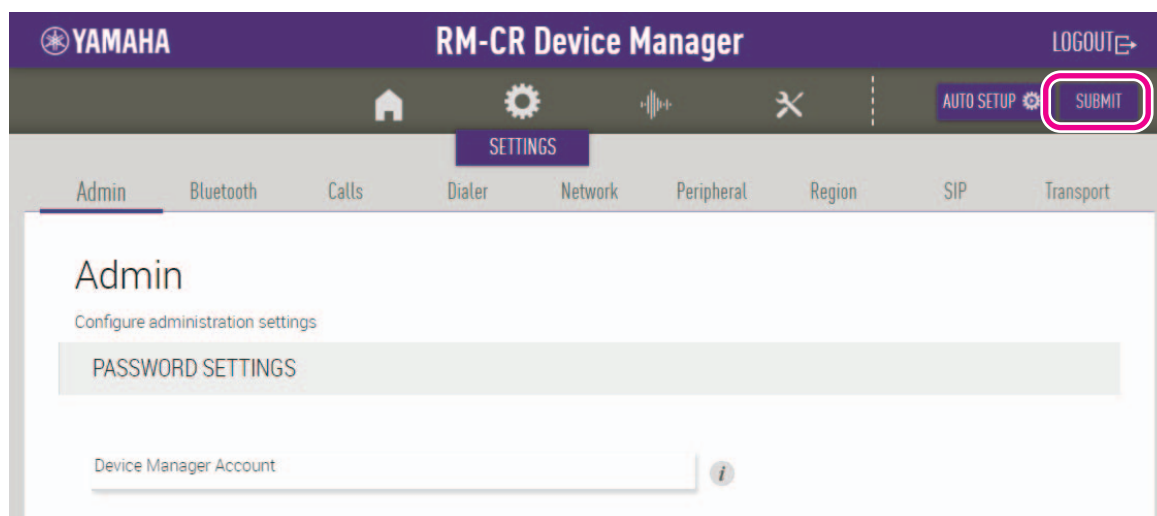 YAMAHA RM-CR Device Manager LOGOUT
AUTO SETUP SUBMIT
SETTINGS
Admin Bluetooth Calls Dialer Network Peripheral Region SIP Transport
Admin
Configure administration settings
PASSWORD SETTINGS
Device Manager Account i